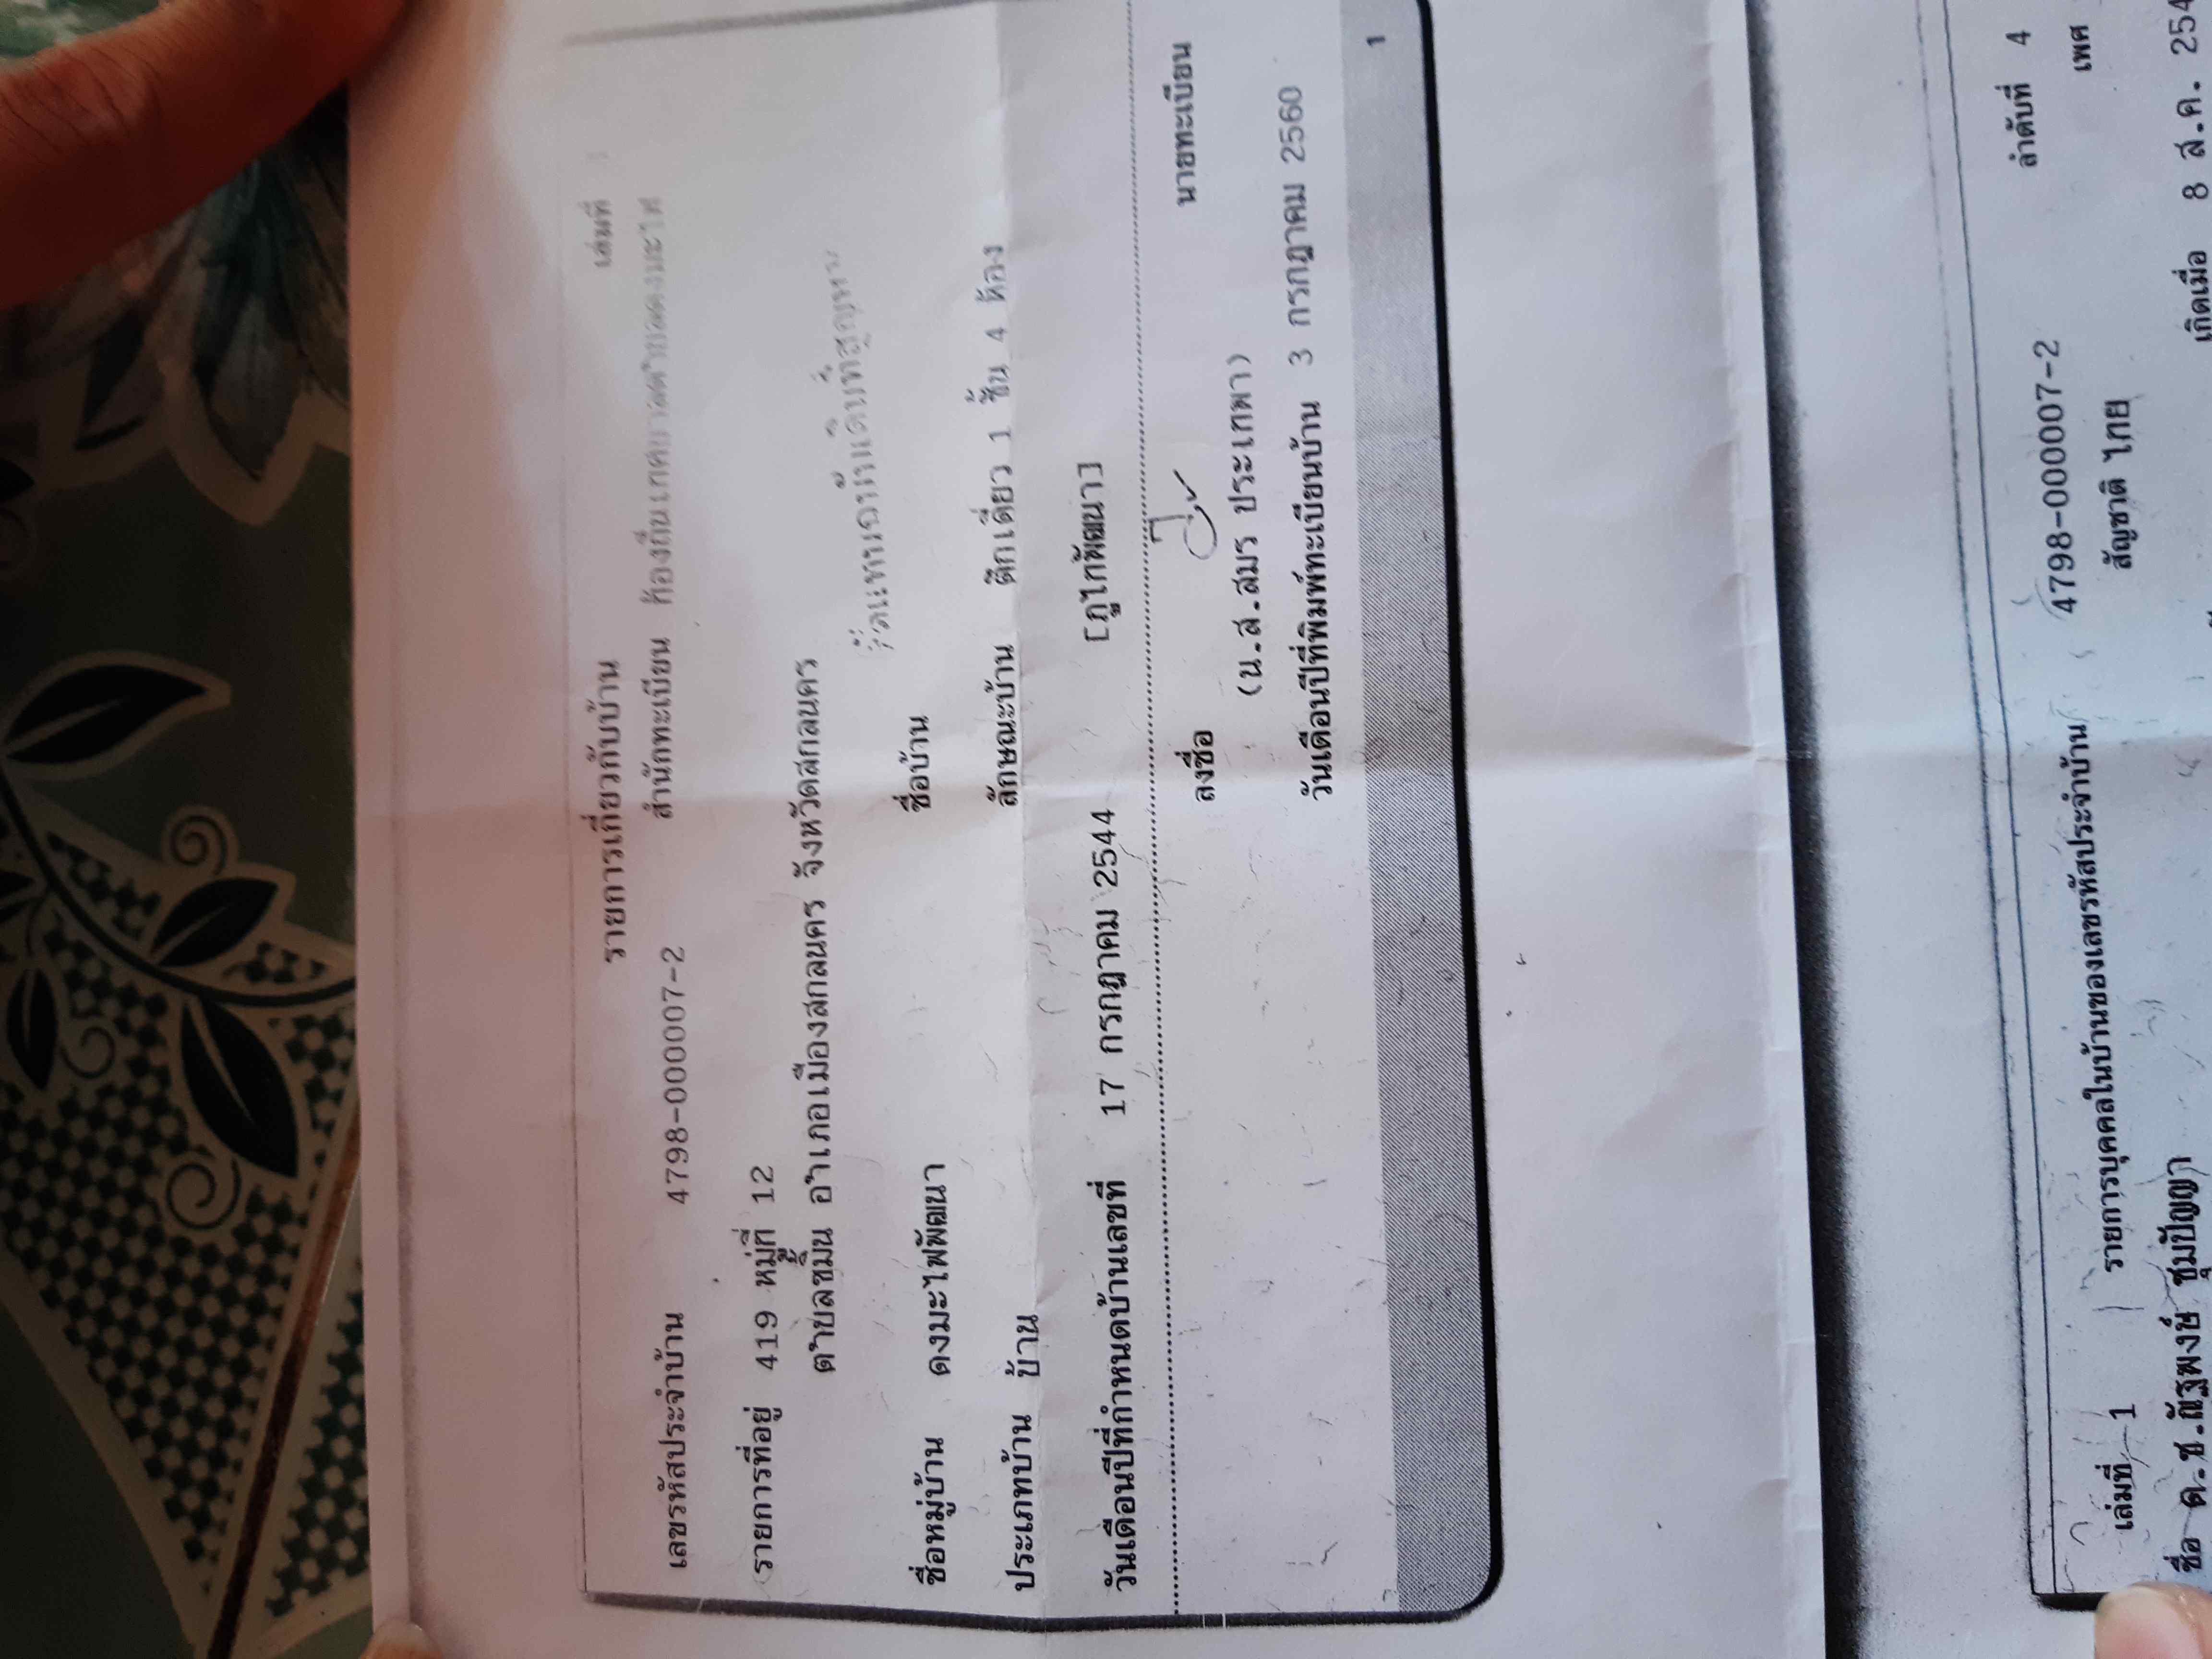 รายการเกี่ยวกับบ้าน เล่มที่
เลขรหัสประจำบ้าน 4798-000007-2 สำนักทะเบียน ท้องถิ่นเทศบาลตำบลดงมะไฟ
รายการที่อยู่ 419 หมู่ที่ 12
ตำบลขมิ้น อำเภอเมืองสกลนคร จังหวัดสกลนคร
ชื่อหมู่บ้าน ดงมะไฟพัฒนา ชื่อบ้าน
ประเภทบ้าน บ้าน ลักษณะบ้าน ตึกเดี่ยว 1 ชั้น 4 ห้อง
วันเดือนปีที่กำหนดบ้านเลขที่ 17 กรกฎาคม 2544 [ภูไทพัฒนา]
ลงชื่อ นายทะเบียน
(น.ส.สมร ประเทพา)
วันเดือนปีที่พิมพ์ทะเบียนบ้าน 3 กรกฎาคม 2560
1
เล่มที่ 1 รายการบุคคลในบ้านของเลขรหัสประจำบ้าน 4798-000007-2 ลำดับที่ 4
ชื่อ ด.ช.ณัฐพงษ์ ชุมปัญญา สัญชาติ ไทย เพศ
เกิดเมื่อ 8 ส.ค. 254